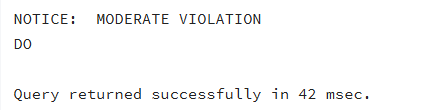 NOTICE:  MODERATE VIOLATION
DO
Query returned successfully in 42 msec.